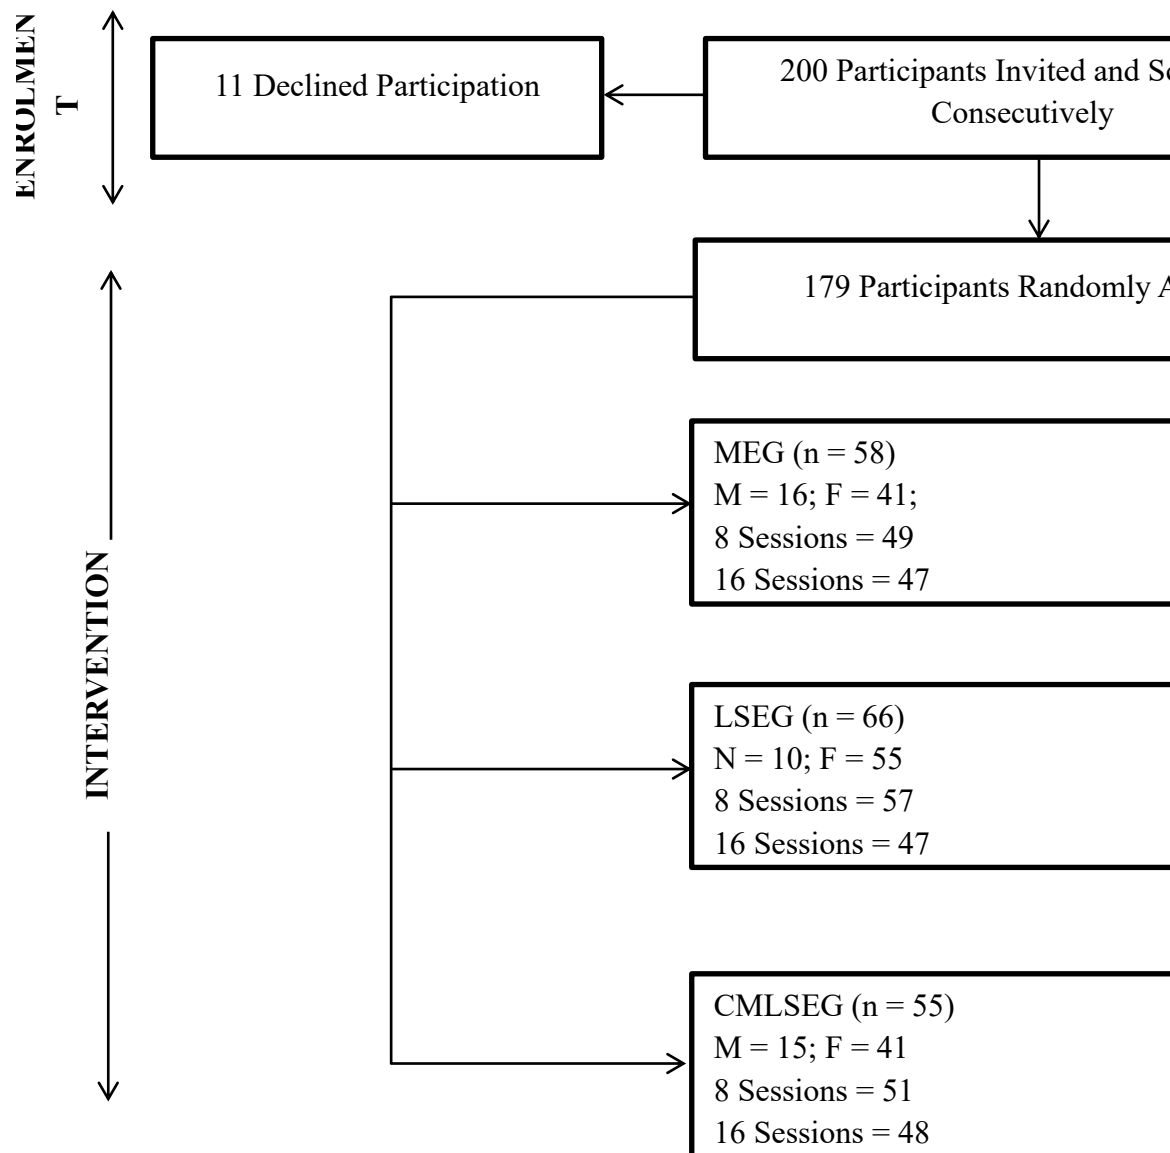 ENROLMEN
T
11 Declined Participation
200 Participants Invited and
Consecutively
179 Participants Randomly
INTERVENTION
MEG (n = 58)
M = 16; F = 41;
8 Sessions = 49
16 Sessions = 47
LSEG (n = 66)
N = 10; F = 55
8 Sessions = 57
16 Sessions = 47
CMLSEG (n = 55)
M = 15; F = 41
8 Sessions = 51
16 Sessions = 48